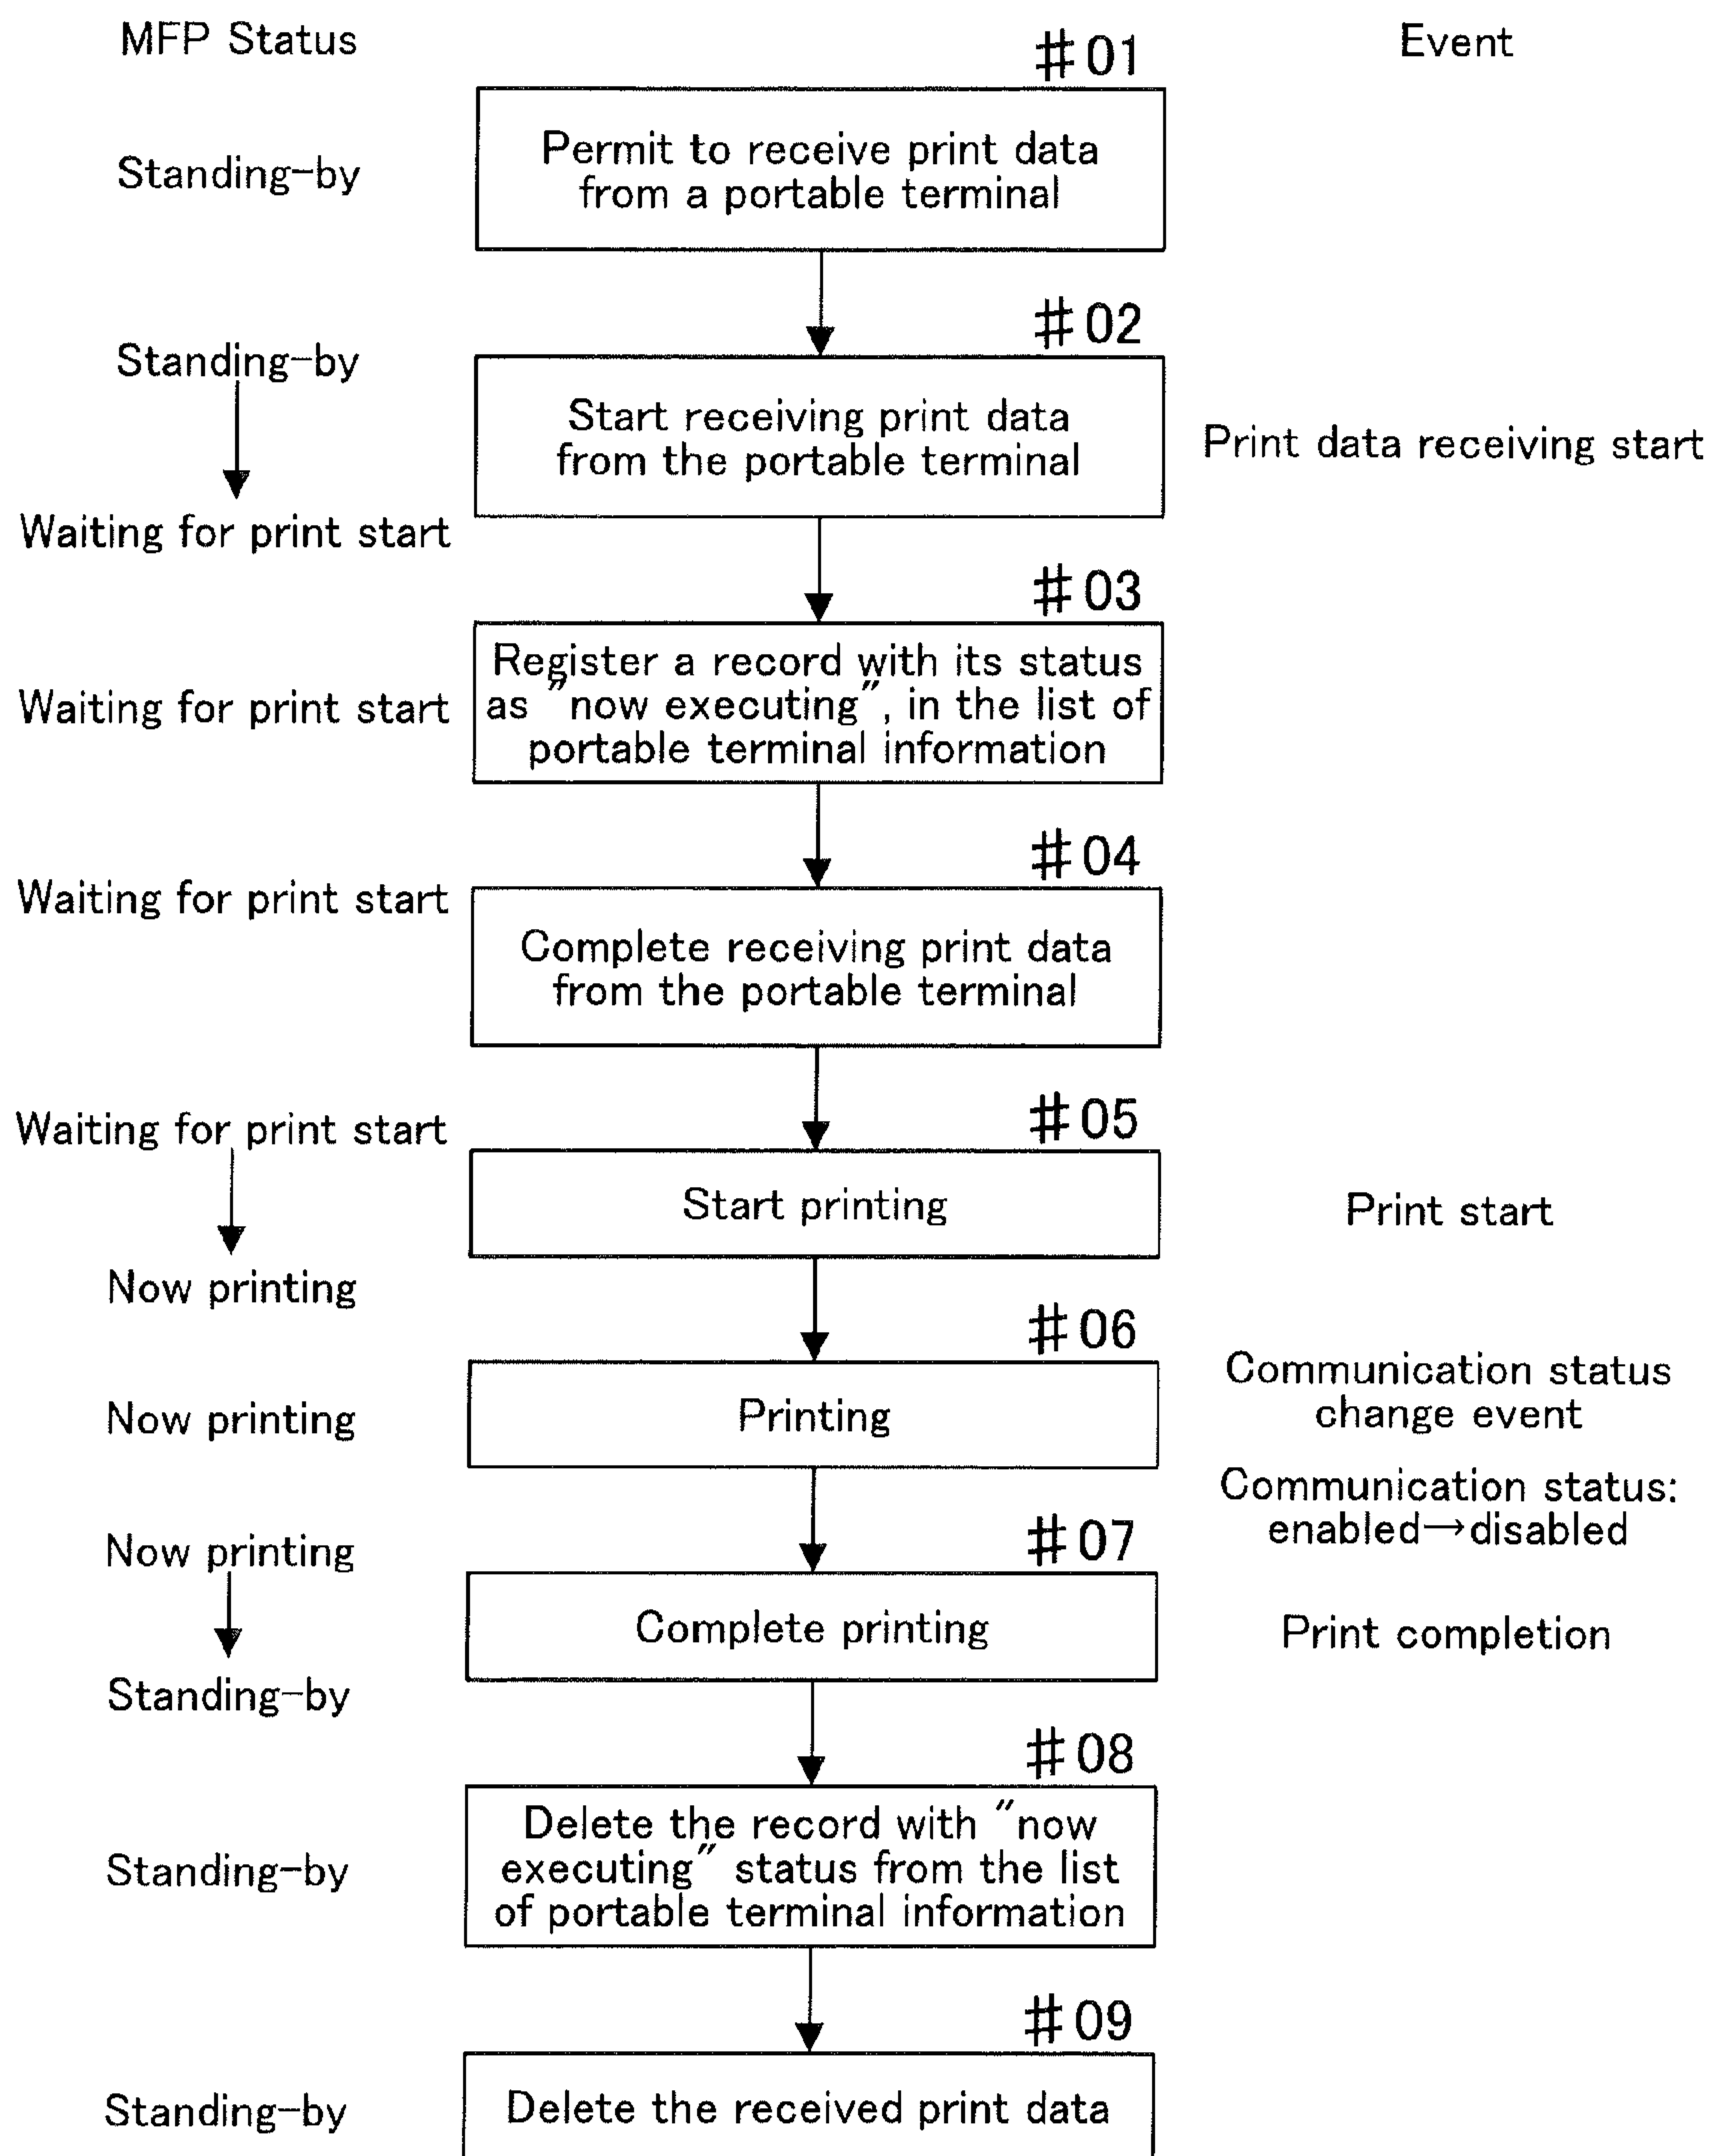 MFP Status
Event
#01
Standing-by
Permit to receive print data
from a portable terminal
#02
Standing-by
Start receiving print data
from the portable terminal
Print data receiving start
Waiting for print start
#03
Waiting for print start
Register a record with its status
as "now executing", in the list of
portable terminal information
#04
Waiting for print start
Complete receiving print data
from the portable terminal
#05
Waiting for print start
Start printing
Print start
Now printing
#06
Now printing
Printing
Communication status
change event
Communication status:
enabled→disabled
#07
Now printing
Complete printing
Print completion
Standing-by
#08
Standing-by
Delete the record with "now
executing" status from the list
of portable terminal information
#09
Standing-by
Delete the received print data